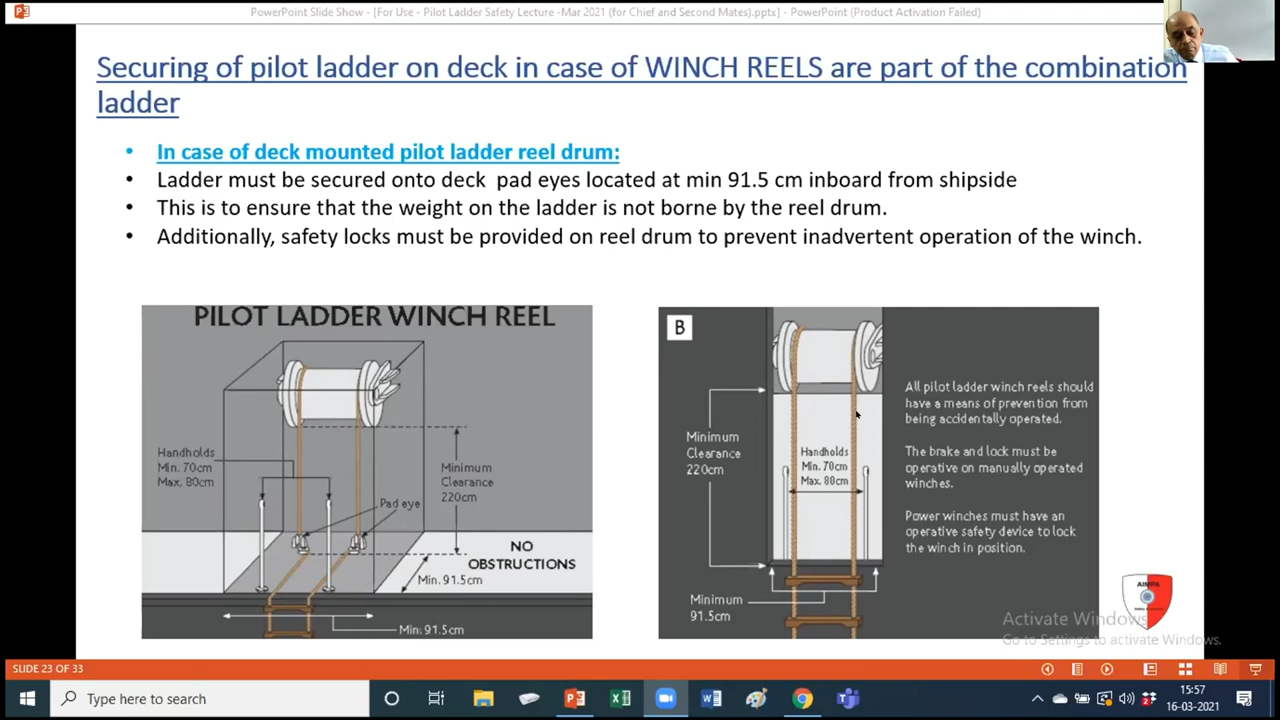 PowerPoint Slide Show - [For Use - Pilot Ladder Safety Lecture -Mar 2021 (for Chief and Second Mates).pptx] - PowerPoint (Product Activation Failed)
Securing of pilot ladder on deck in case of WINCH REELS are part of the combination
ladder
• In case of deck mounted pilot ladder reel drum:
• Ladder must be secured onto deck pad eyes located at min 91.5 cm inboard from shipside
• This is to ensure that the weight on the ladder is not borne by the reel drum.
• Additionally, safety locks must be provided on reel drum to prevent inadvertent operation of the winch.
PILOT LADDER WINCH REEL
Handholds
Min. 70cm
Max. 80cm
Minimum
Clearance
220cm
Pad eye
NO
OBSTRUCTIONS
Min. 91.5cm
Min. 91.5cm
B
Minimum
Clearance
220cm
Handholds
Min. 70cm
Max. 80cm
Minimum
91.5cm
All pilot ladder winch reels should
have a means of prevention from
being accidentally operated.
The brake and lock must be
operative on manually operated
winches.
Power winches must have an
operative safety device to lock
the winch in position.
AIMPA
Activate Windows
Go to Settings to activate Windows.
SLIDE 23 OF 33
Type here to search
15:57
16-03-2021